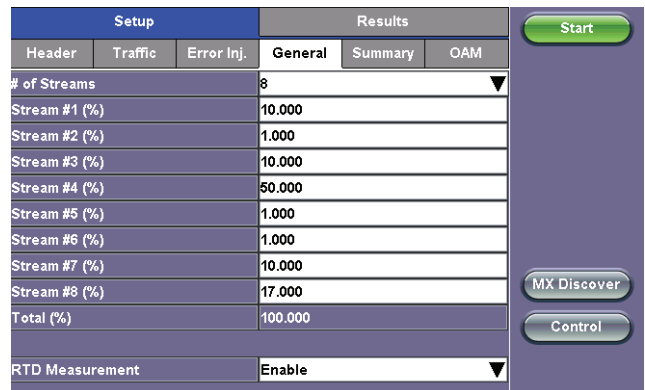 Setup Results Start
Header Traffic Error Inj. General Summary OAM
# of Streams 8
Stream #1 (%) 10.000
Stream #2 (%) 1.000
Stream #3 (%) 10.000
Stream #4 (%) 50.000
Stream #5 (%) 1.000
Stream #6 (%) 1.000
Stream #7 (%) 10.000
Stream #8 (%) 17.000
MX Discover
Total (%) 100.000
Control
RTD Measurement Enable